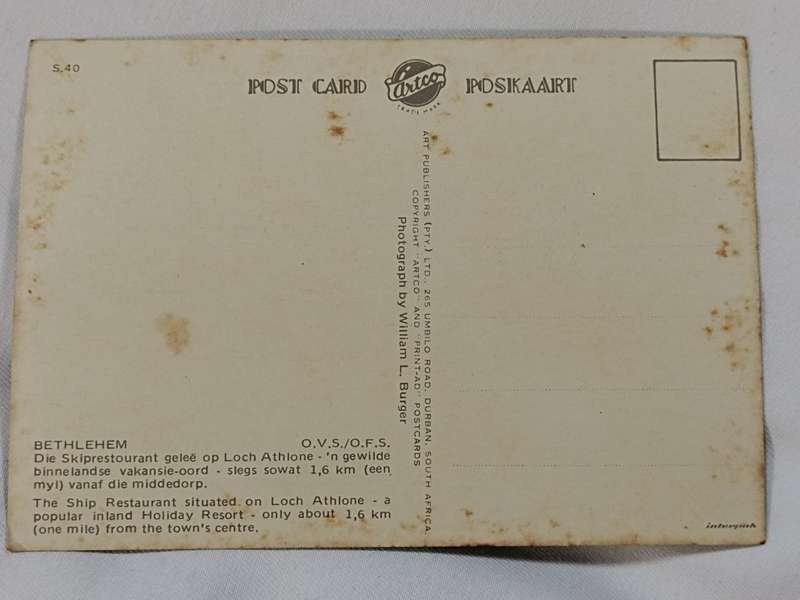 S.40
POST CARD
Artco
TRADE MARK
POSKAART
ART PUBLISHERS (PTY.) LTD., 265 UMBILO ROAD, DURBAN, SOUTH AFRICA.
COPYRIGHT "ARTCO" AND "PRINT-AD" POSTCARDS
Photograph by William L. Burger
BETHLEHEM O.V.S./O.F.S.
Die Skiprestourant geleë op Loch Athlone - 'n gewilde
binnelandse vakansie-oord - slegs sowat 1,6 km (een
myl) vanaf die middedorp.
The Ship Restaurant situated on Loch Athlone - a
popular inland Holiday Resort - only about 1,6 km
(one mile) from the town's centre.